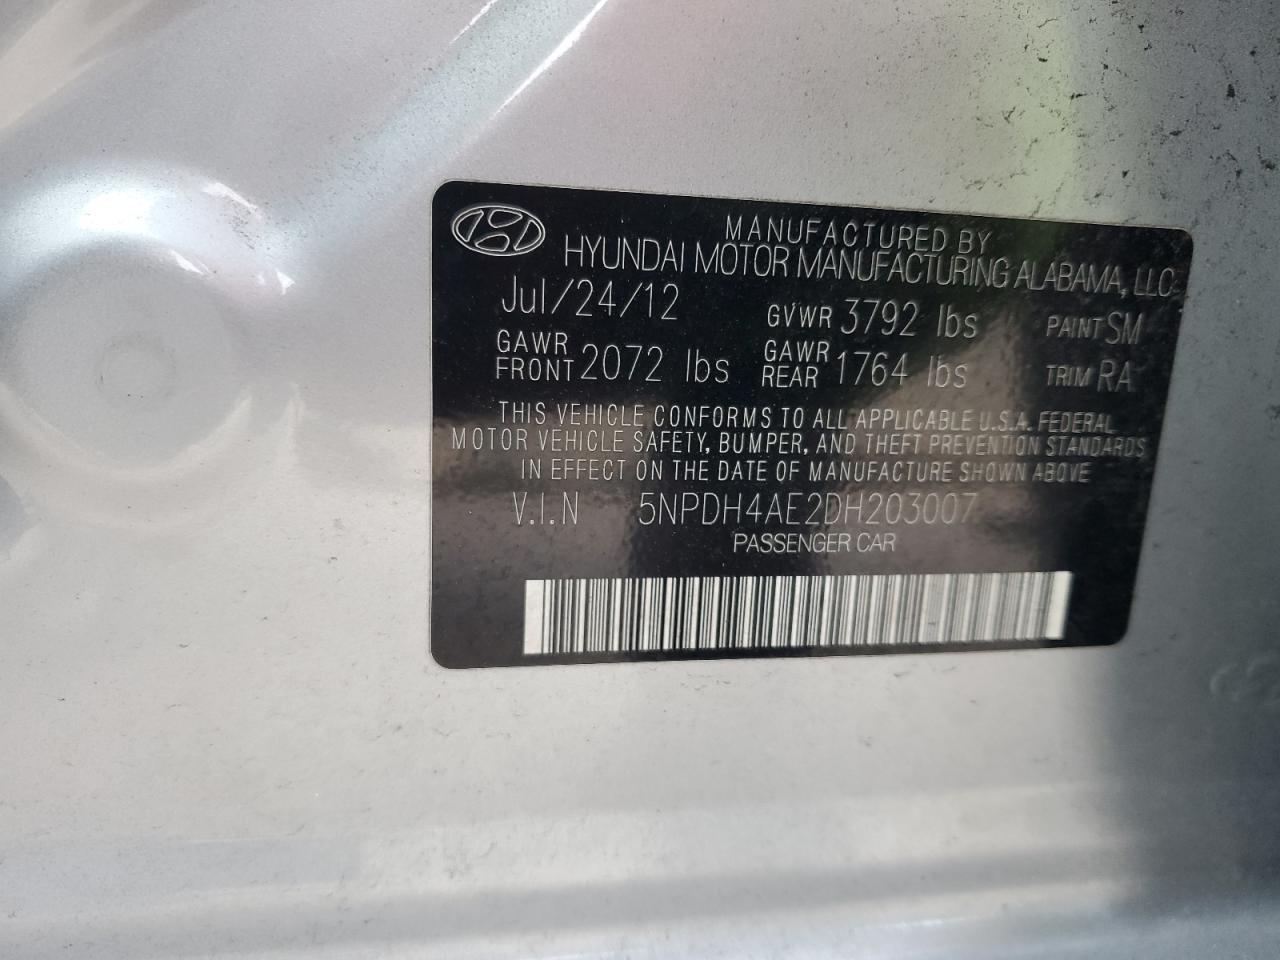 MANUFACTURED BY
HYUNDAI MOTOR MANUFACTURING ALABAMA, LLC
Jul/24/12 GVWR 3792 lbs PAINT SM
GAWR FRONT 2072 lbs GAWR REAR 1764 lbs TRIM RA
THIS VEHICLE CONFORMS TO ALL APPLICABLE U.S.A. FEDERAL
MOTOR VEHICLE SAFETY, BUMPER, AND THEFT PREVENTION STANDARDS
IN EFFECT ON THE DATE OF MANUFACTURE SHOWN ABOVE
V.I.N 5NPDH4AE2DH203007
PASSENGER CAR